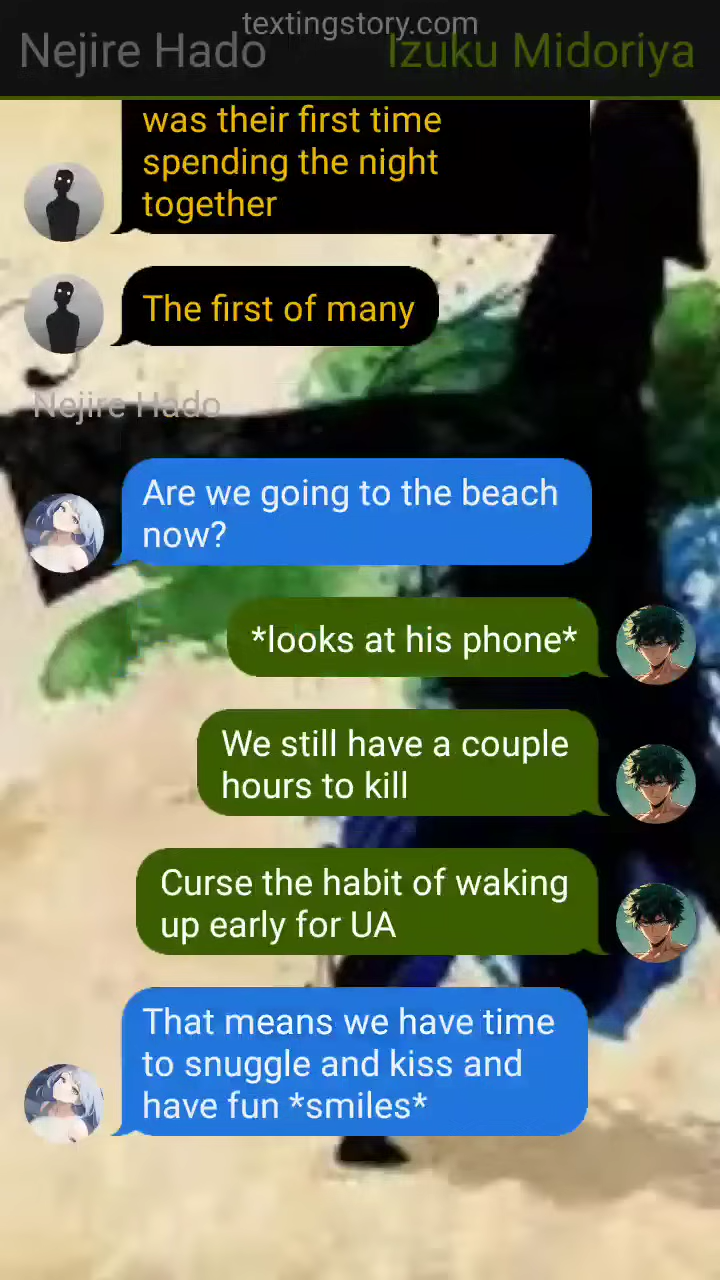 textingstory.com
Nejire Hado
Izuku Midoriya
was their first time
spending the night
together
The first of many
Nejire Hado
Are we going to the beach
now?
*looks at his phone*
We still have a couple
hours to kill
Curse the habit of waking
up early for UA
That means we have time
to snuggle and kiss and
have fun *smiles*